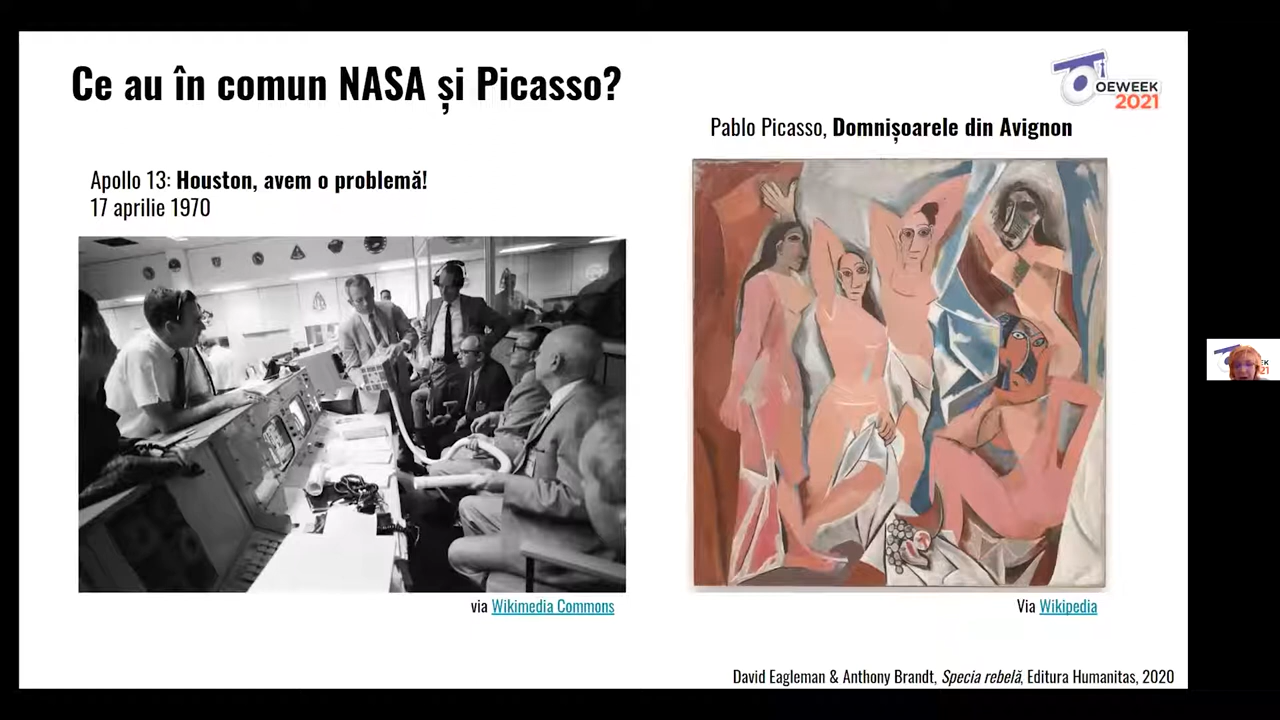 Ce au în comun NASA și Picasso?
OEWEEK
2021
Pablo Picasso, Domnișoarele din Avignon
Apollo 13: Houston, avem o problemă!
17 aprilie 1970
via Wikimedia Commons
Via Wikipedia
David Eagleman & Anthony Brandt, Specia rebelă, Editura Humanitas, 2020